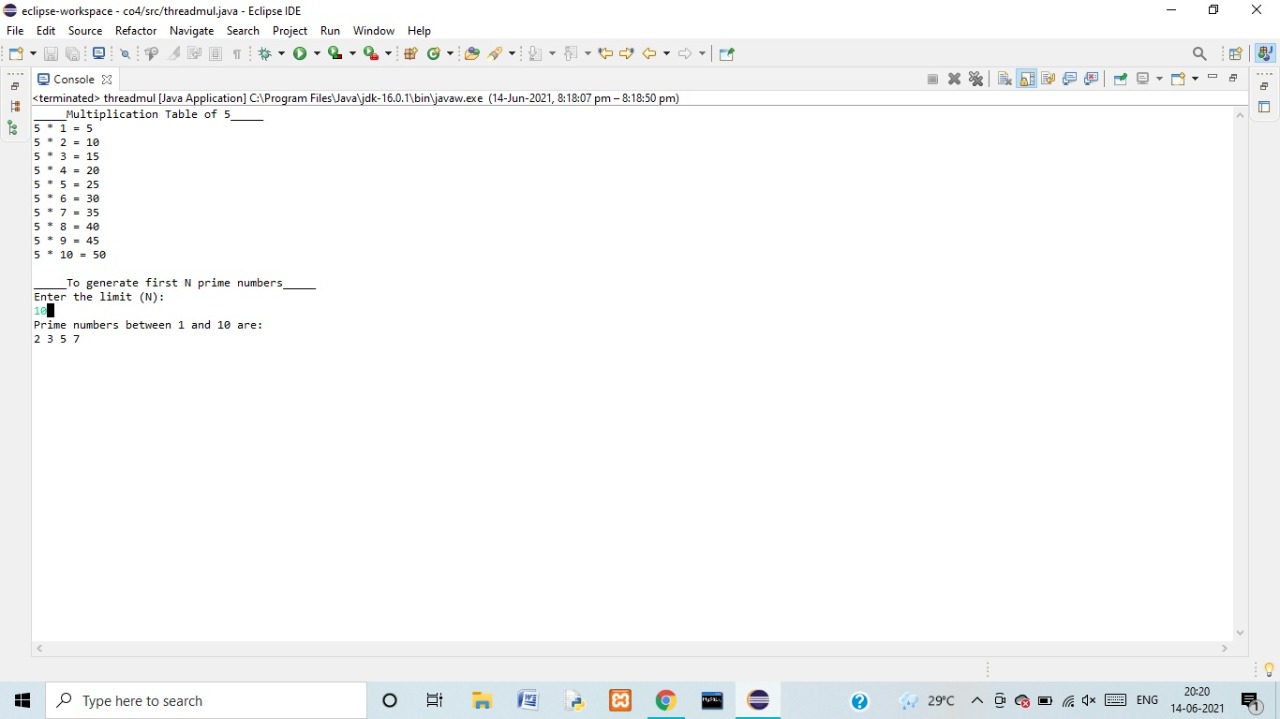 eclipse-workspace - co4/src/threadmul.java - Eclipse IDE
File Edit Source Refactor Navigate Search Project Run Window Help
Console
<terminated> threadmul [Java Application] C:\Program Files\Java\jdk-16.0.1\bin\javaw.exe (14-Jun-2021, 8:18:07 pm – 8:18:50 pm)
_____Multiplication Table of 5_____
5 * 1 = 5
5 * 2 = 10
5 * 3 = 15
5 * 4 = 20
5 * 5 = 25
5 * 6 = 30
5 * 7 = 35
5 * 8 = 40
5 * 9 = 45
5 * 10 = 50
_____To generate first N prime numbers_____
Enter the limit (N):
10
Prime numbers between 1 and 10 are:
2 3 5 7
Type here to search
29°C
ENG
20:20
14-06-2021
1